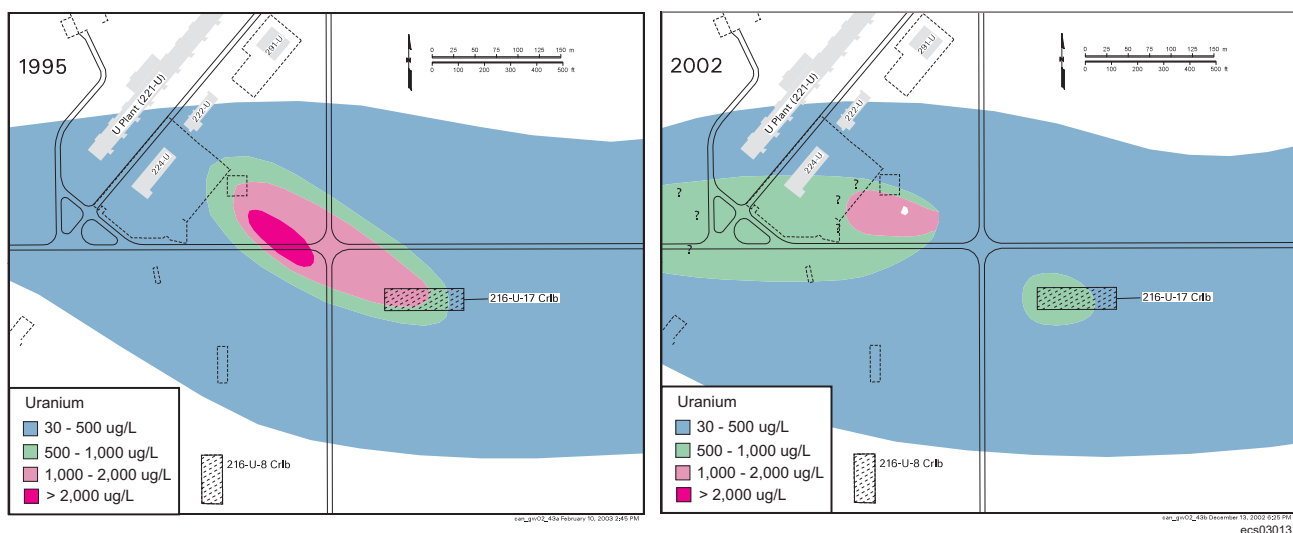 1995
U Plant (221-U)
291-U
222-U
224-U
0 25 50 75 100 125 150 m
0 100 200 300 400 500 ft
216-U-17 Crib
216-U-8 Crib
Uranium
30 - 500 ug/L
500 - 1,000 ug/L
1,000 - 2,000 ug/L
> 2,000 ug/L
can_gw02_43a February 10, 2003 2:45 PM
2002
U Plant (221-U)
291-U
222-U
224-U
0 25 50 75 100 125 150 m
0 100 200 300 400 500 ft
?
?
?
?
?
216-U-17 Crib
216-U-8 Crib
Uranium
30 - 500 ug/L
500 - 1,000 ug/L
1,000 - 2,000 ug/L
> 2,000 ug/L
can_gw02_43b December 13, 2002 6:25 PM
ecs03013